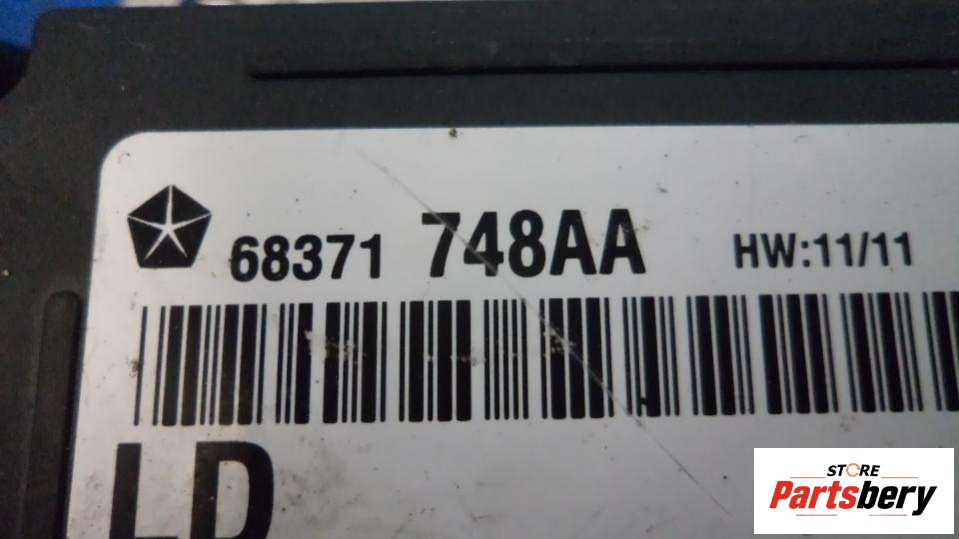 68371 748AA HW:11/11
LD
STORE
Partsbery